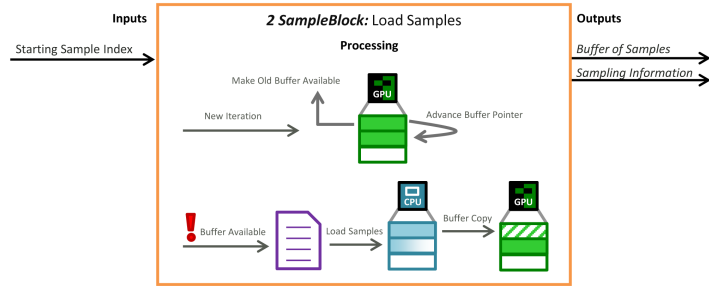 Inputs
2 SampleBlock: Load Samples
Outputs
Processing
Starting Sample Index
Buffer of Samples
Sampling Information
Make Old Buffer Available
GPU
New Iteration
Advance Buffer Pointer
Buffer Available
Load Samples
CPU
Buffer Copy
GPU